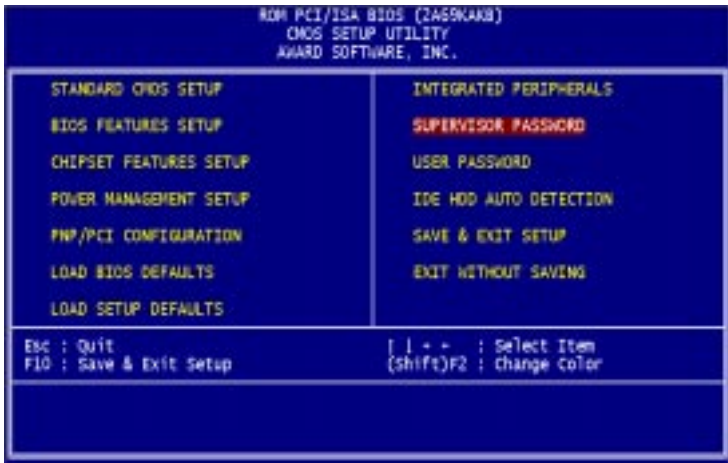 ROM PCI/ISA BIOS (2A69KAKB)
CMOS SETUP UTILITY
AWARD SOFTWARE, INC.
STANDARD CMOS SETUP
BIOS FEATURES SETUP
CHIPSET FEATURES SETUP
POWER MANAGEMENT SETUP
PNP/PCI CONFIGURATION
LOAD BIOS DEFAULTS
LOAD SETUP DEFAULTS
INTEGRATED PERIPHERALS
SUPERVISOR PASSWORD
USER PASSWORD
IDE HDD AUTO DETECTION
SAVE & EXIT SETUP
EXIT WITHOUT SAVING
Esc : Quit
F10 : Save & Exit Setup
: Select Item
(Shift)F2 : Change Color